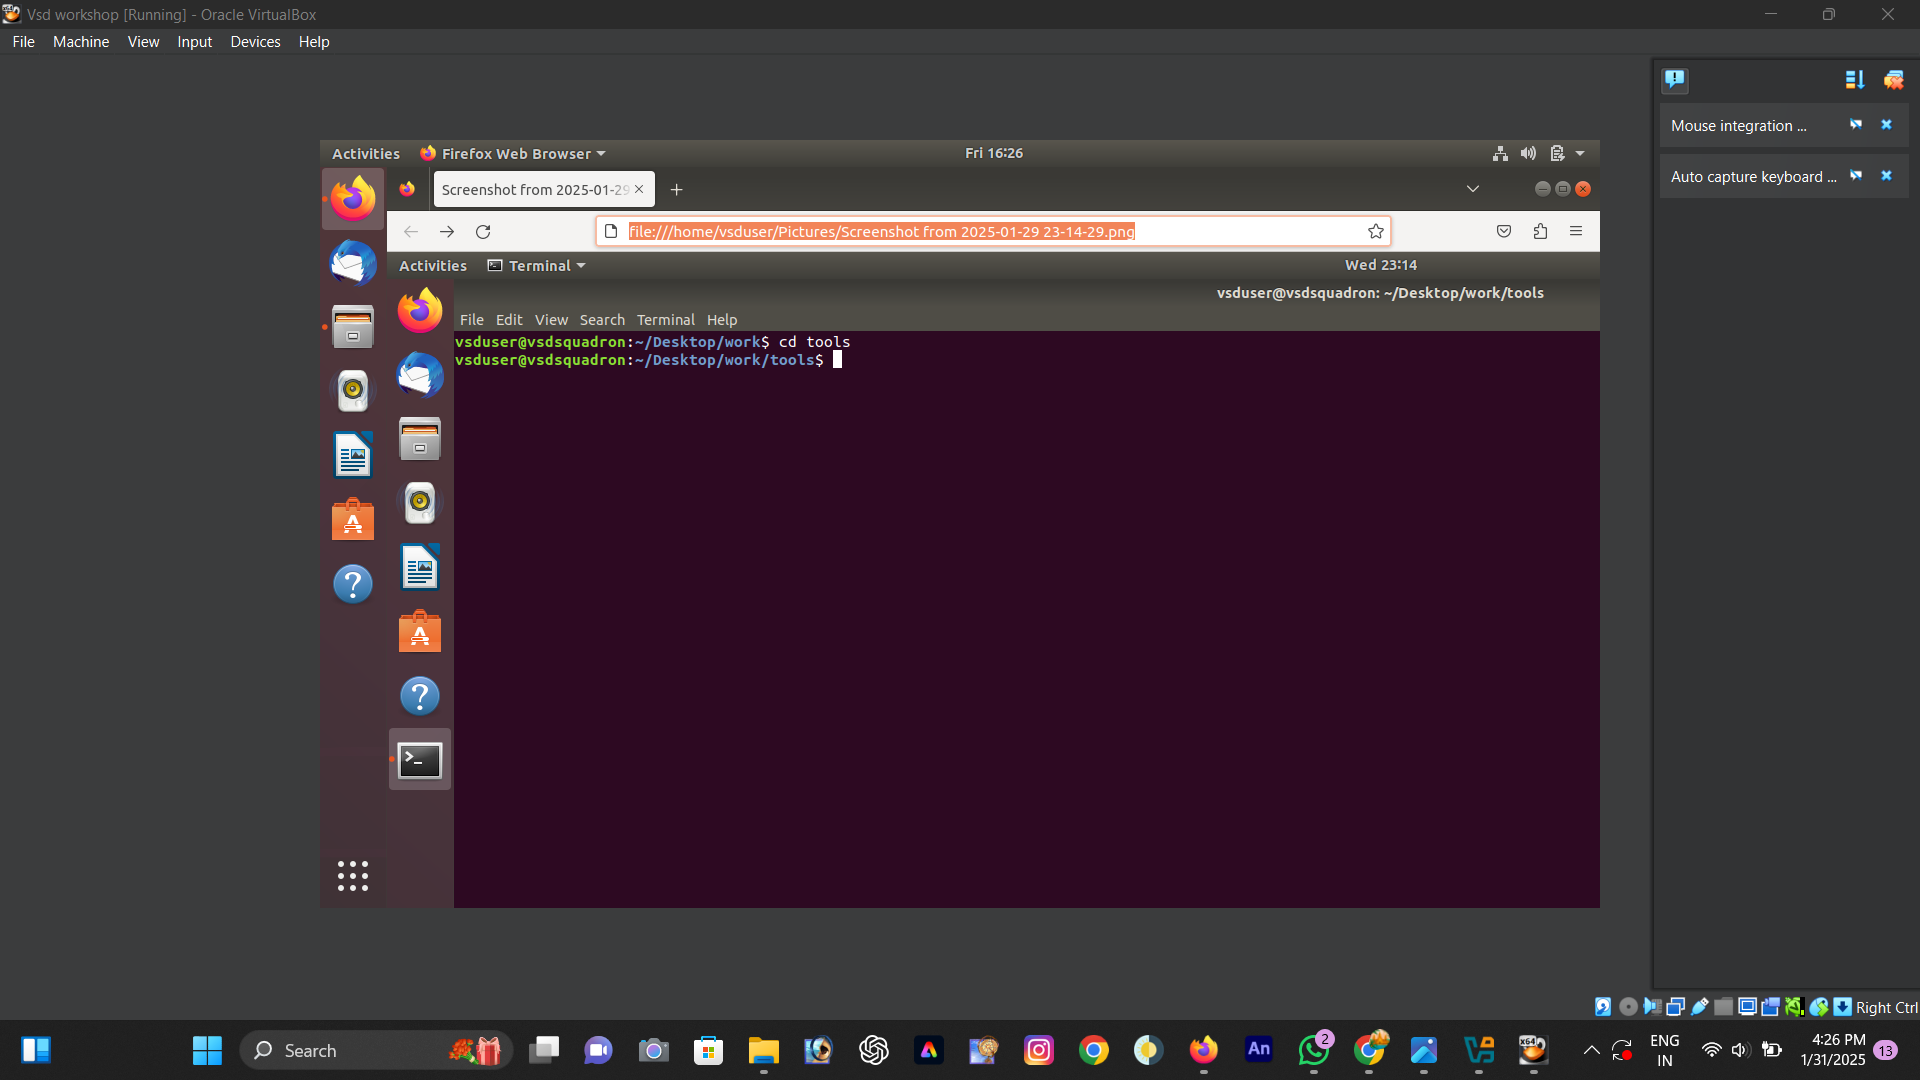 Vsd workshop [Running] - Oracle VirtualBox
File Machine View Input Devices Help
Mouse integration ...
Auto capture keyboard ...
Activities Firefox Web Browser Fri 16:26
Screenshot from 2025-01-29
file:///home/vsduser/Pictures/Screenshot from 2025-01-29 23-14-29.png
Activities Terminal Wed 23:14
vsduser@vsdsquadron: ~/Desktop/work/tools
File Edit View Search Terminal Help
vsduser@vsdsquadron:~/Desktop/work$ cd tools
vsduser@vsdsquadron:~/Desktop/work/tools$
Right Ctrl
Search
An
2
ENG
IN
4:26 PM
1/31/2025
13